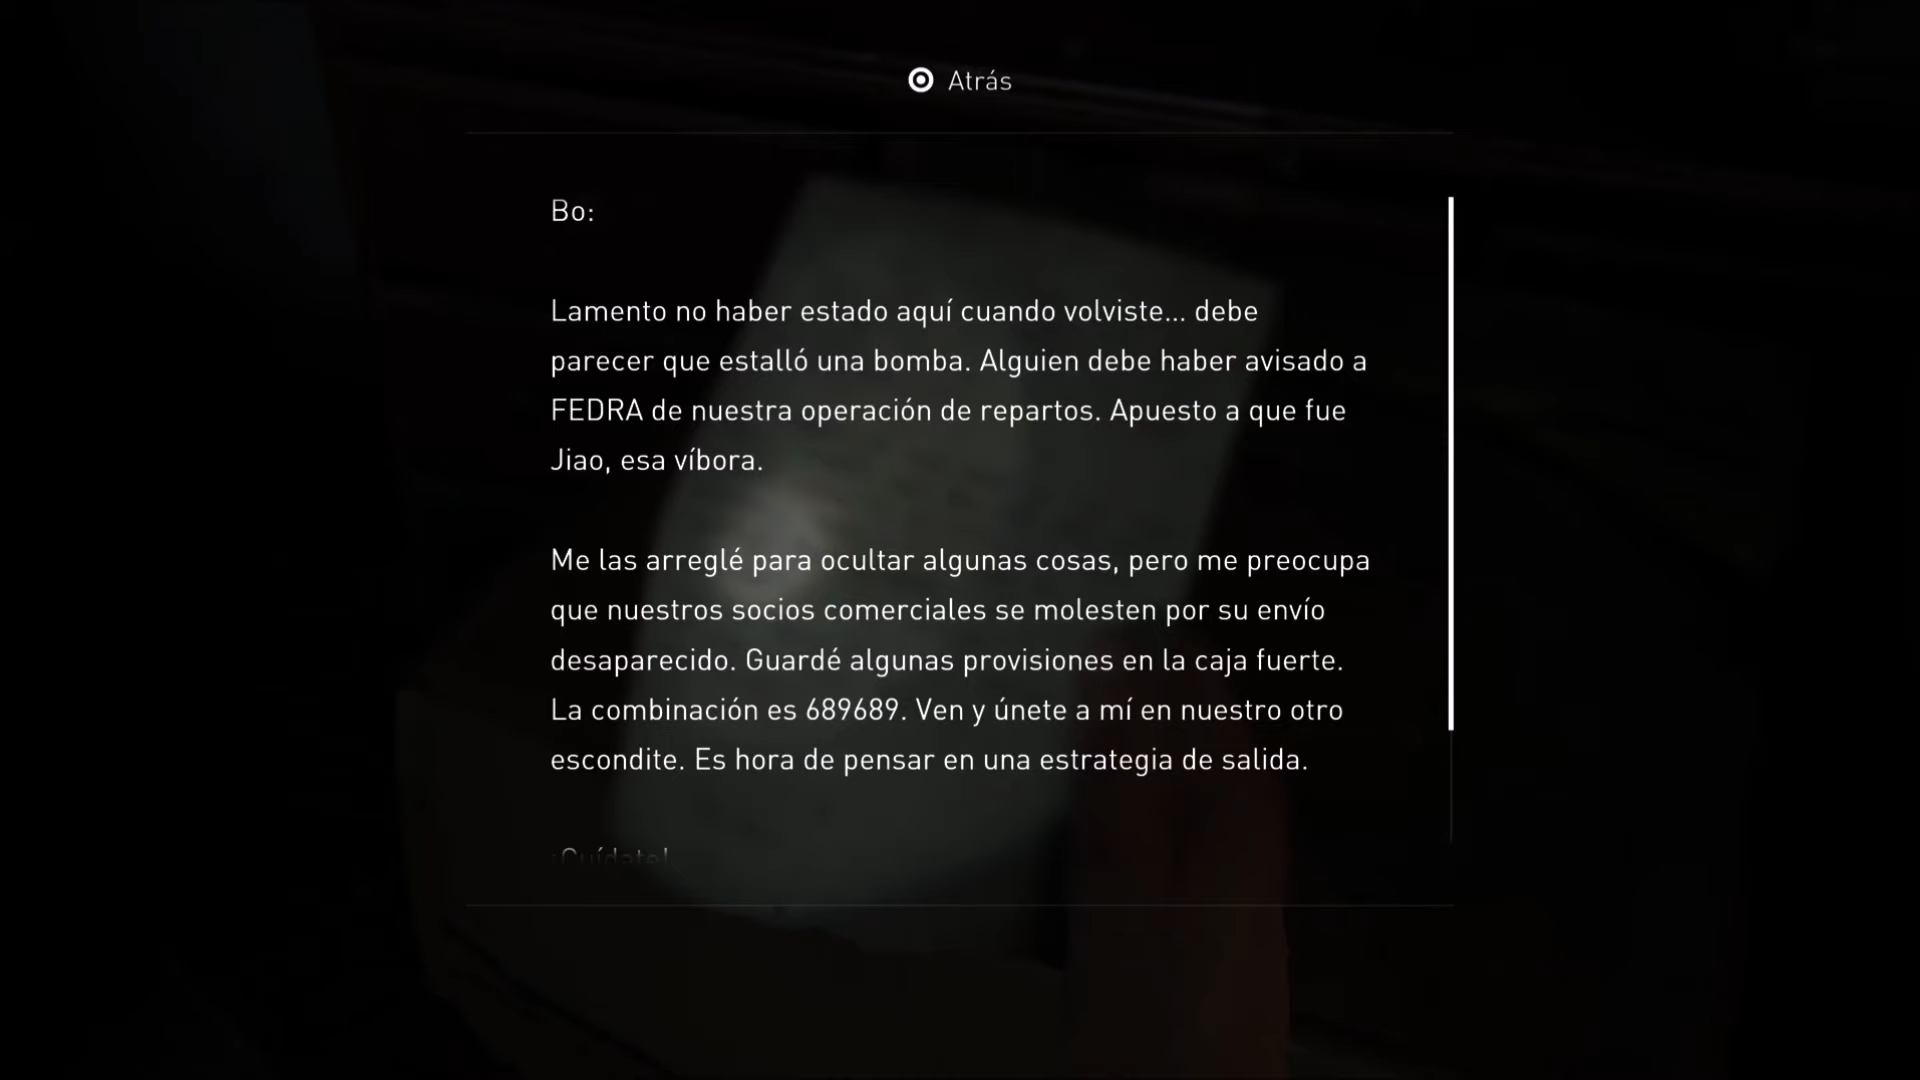 Atrás
Bo:
Lamento no haber estado aquí cuando volviste... debe
parecer que estalló una bomba. Alguien debe haber avisado a
FEDRA de nuestra operación de repartos. Apuesto a que fue
Jiao, esa víbora.
Me las arreglé para ocultar algunas cosas, pero me preocupa
que nuestros socios comerciales se molesten por su envío
desaparecido. Guardé algunas provisiones en la caja fuerte.
La combinación es 689689. Ven y únete a mí en nuestro otro
escondite. Es hora de pensar en una estrategia de salida.
¡Cuídate!